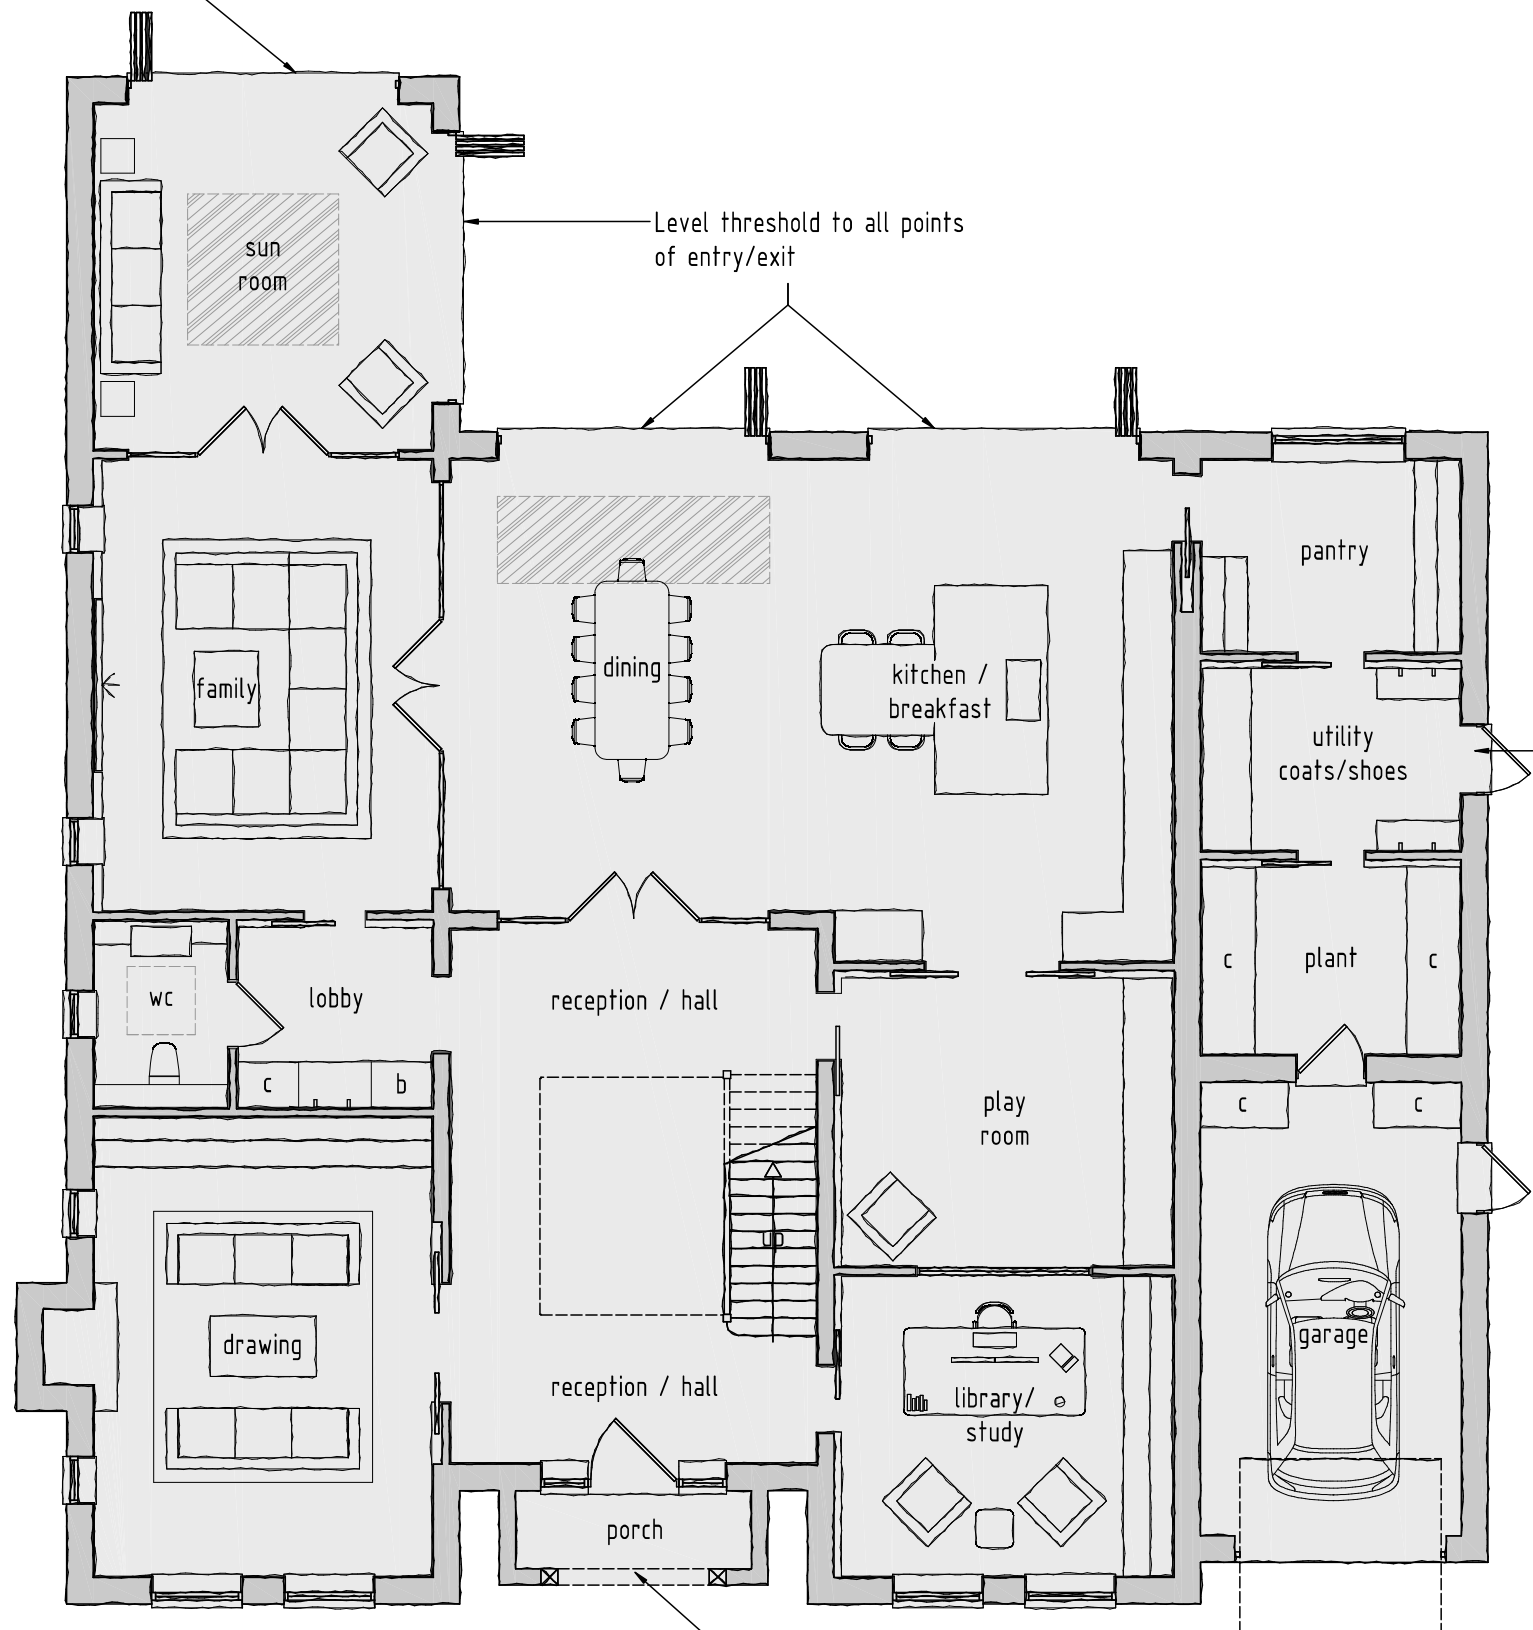 Level threshold to all points
of entry/exit
sun
room
pantry
family
dining
kitchen /
breakfast
utility
coats/shoes
wc
lobby
reception / hall
c
plant
c
c
b
play
room
c
c
drawing
reception / hall
library/
study
garage
porch